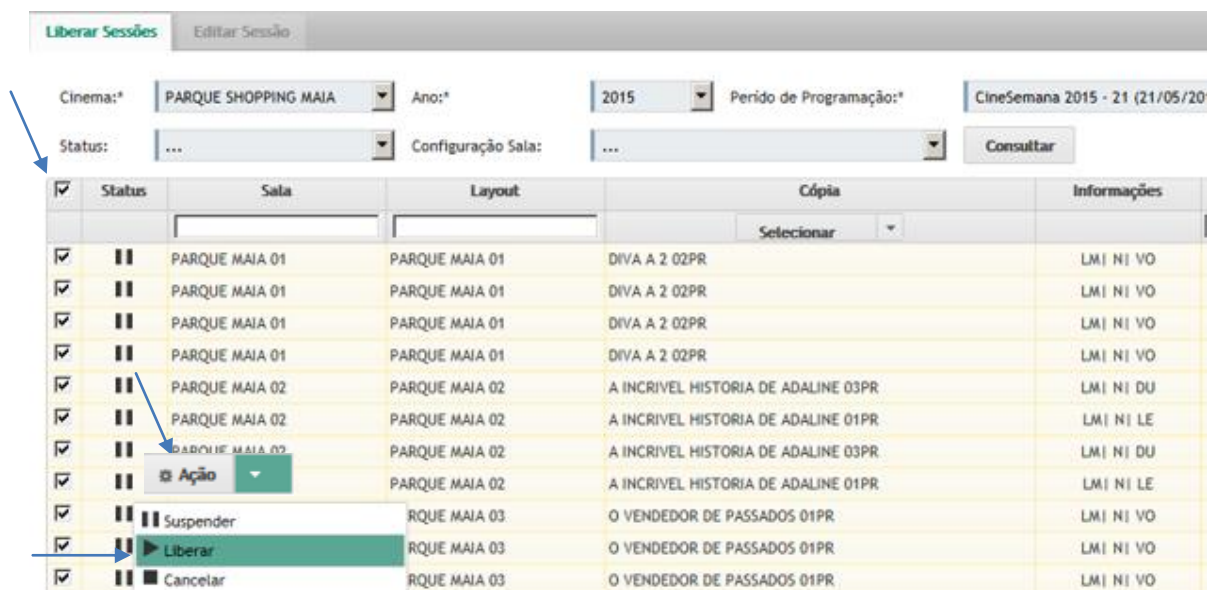 Liberar Sessões Editar Sessão
Cinema:* PARQUE SHOPPING MAIA Ano:* 2015 Perído de Programação:* CineSemana 2015 - 21 (21/05/20
Status: ... Configuração Sala: ... Consultar
Status Sala Layout Cópia Informações
Selecionar
PARQUE MAIA 01 PARQUE MAIA 01 DIVA A 2 02PR LM| N| VO
PARQUE MAIA 01 PARQUE MAIA 01 DIVA A 2 02PR LM| N| VO
PARQUE MAIA 01 PARQUE MAIA 01 DIVA A 2 02PR LM| N| VO
PARQUE MAIA 01 PARQUE MAIA 01 DIVA A 2 02PR LM| N| VO
PARQUE MAIA 02 PARQUE MAIA 02 A INCRIVEL HISTORIA DE ADALINE 03PR LM| N| DU
PARQUE MAIA 02 PARQUE MAIA 02 A INCRIVEL HISTORIA DE ADALINE 01PR LM| N| LE
PARQUE MAIA 02 PARQUE MAIA 02 A INCRIVEL HISTORIA DE ADALINE 03PR LM| N| DU
Ação PARQUE MAIA 02 A INCRIVEL HISTORIA DE ADALINE 01PR LM| N| LE
Suspender RQUE MAIA 03 O VENDEDOR DE PASSADOS 01PR LM| N| VO
Liberar RQUE MAIA 03 O VENDEDOR DE PASSADOS 01PR LM| N| VO
Cancelar RQUE MAIA 03 O VENDEDOR DE PASSADOS 01PR LM| N| VO